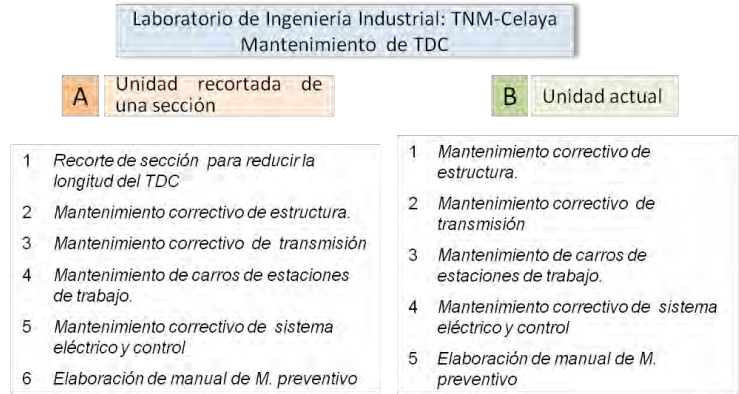 Laboratorio de Ingeniería Industrial: TNM-Celaya
Mantenimiento de TDC
A
Unidad recortada de
una sección
1 Recorte de sección para reducir la
longitud del TDC
2 Mantenimiento correctivo de estructura.
3 Mantenimiento correctivo de transmisión
4 Mantenimiento de carros de estaciones
de trabajo.
5 Mantenimiento correctivo de sistema
eléctrico y control
6 Elaboración de manual de M. preventivo
B
Unidad actual
1 Mantenimiento correctivo de
estructura.
2 Mantenimiento correctivo de
transmisión
3 Mantenimiento de carros de
estaciones de trabajo.
4 Mantenimiento correctivo de sistema
eléctrico y control
5 Elaboración de manual de M.
preventivo